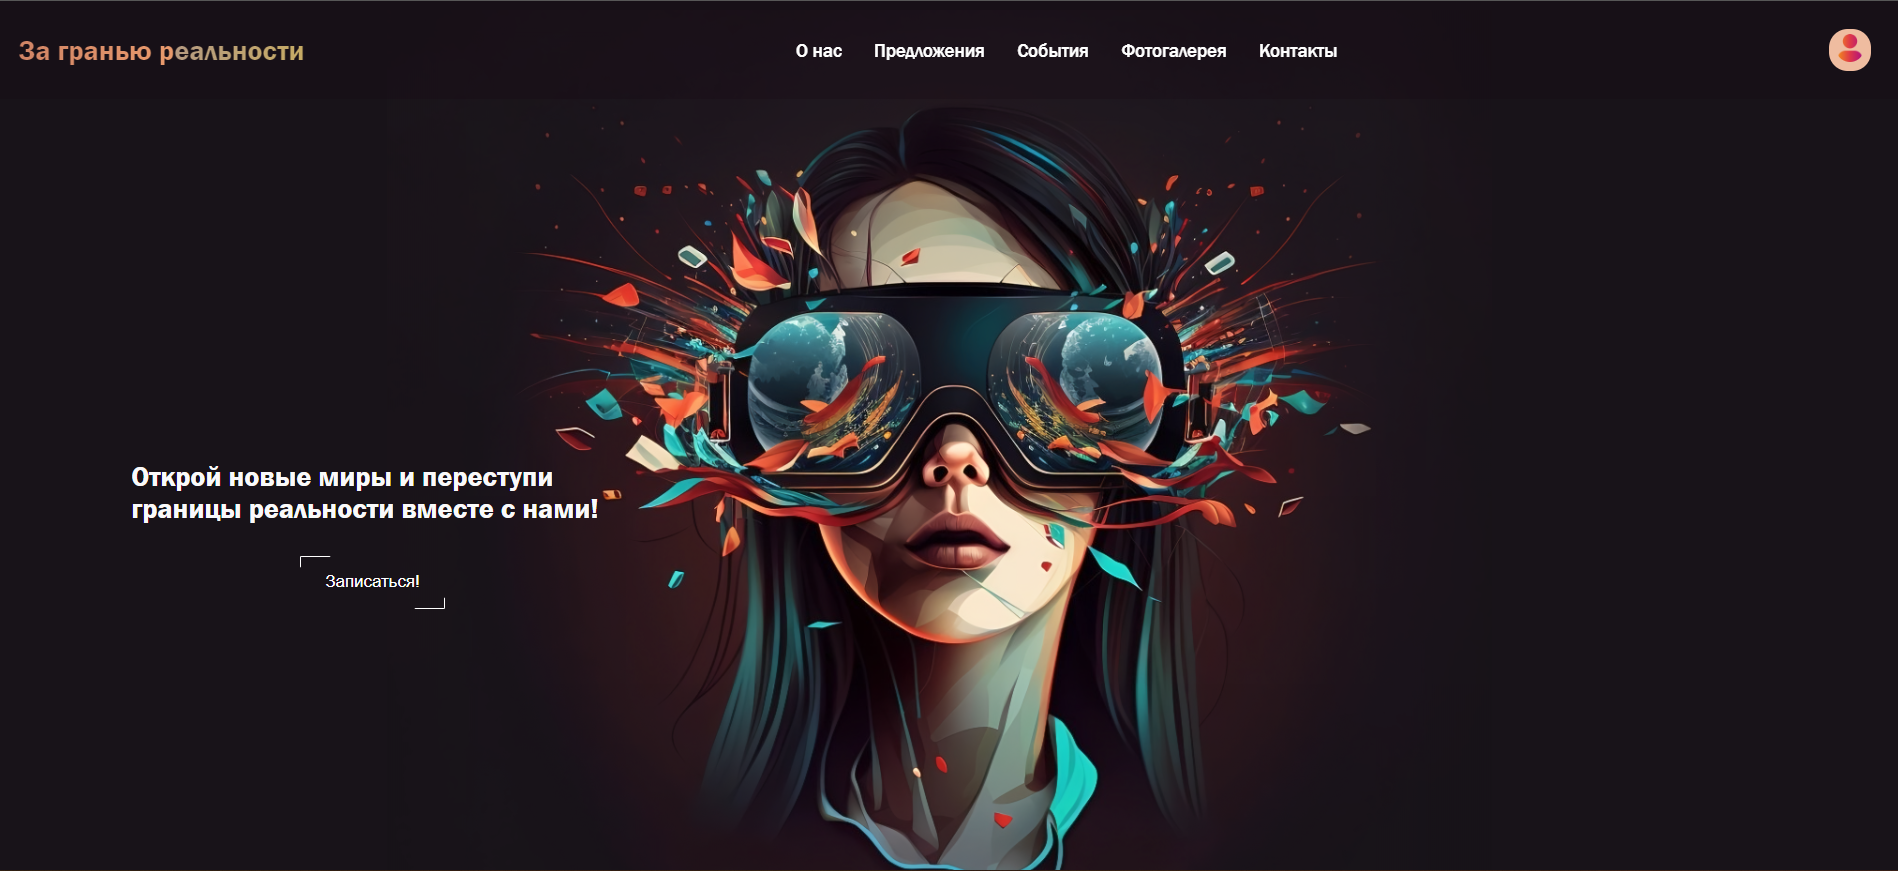 За гранью реальности
О нас Предложения События Фотогалерея Контакты
Открой новые миры и переступи
границы реальности вместе с нами!
Записаться!